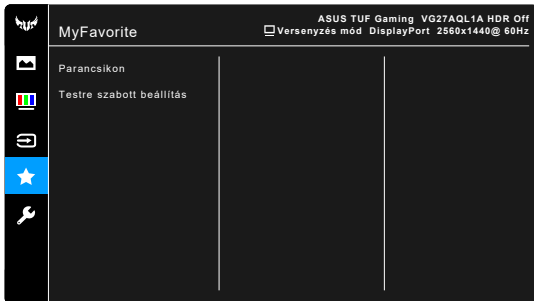 ASUS TUF Gaming VG27AQL1A HDR Off
MyFavorite
Versenyzés mód DisplayPort 2560x1440@ 60Hz
Parancsikon
Testre szabott beállítás